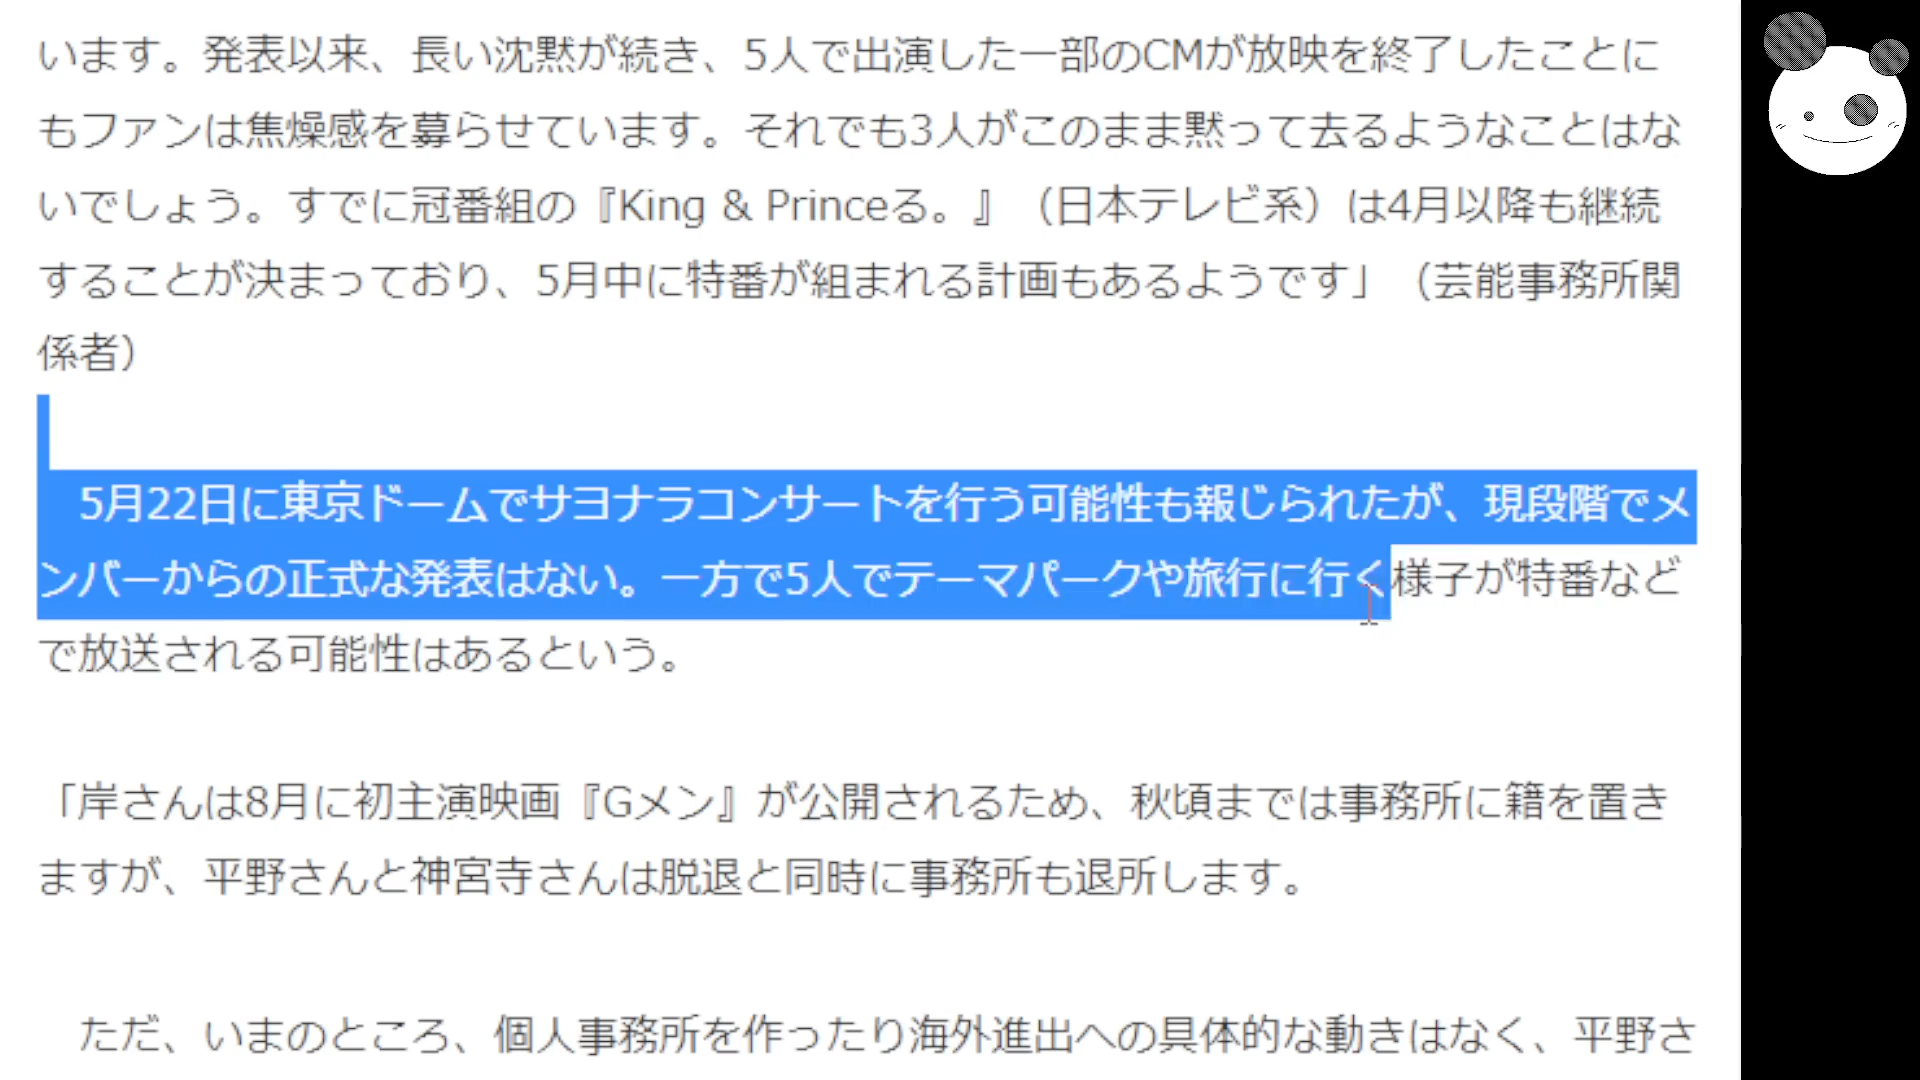 います。発表以来、長い沈黙が続き、5人で出演した一部のCMが放映を終了したことに
もファンは焦燥感を募らせています。それでも3人がこのまま黙って去るようなことはな
いでしょう。すでに冠番組の『King & Princeる。』（日本テレビ系）は4月以降も継続
することが決まっており、5月中に特番が組まれる計画もあるようです」（芸能事務所関
係者）
5月22日に東京ドームでサヨナラコンサートを行う可能性も報じられたが、現段階でメ
ンバーからの正式な発表はない。一方で5人でテーマパークや旅行に行く様子が特番など
で放送される可能性はあるという。
「岸さんは8月に初主演映画『Gメン』が公開されるため、秋頃までは事務所に籍を置き
ますが、平野さんと神宮寺さんは脱退と同時に事務所も退所します。
ただ、いまのところ、個人事務所を作ったり海外進出への具体的な動きはなく、平野さ